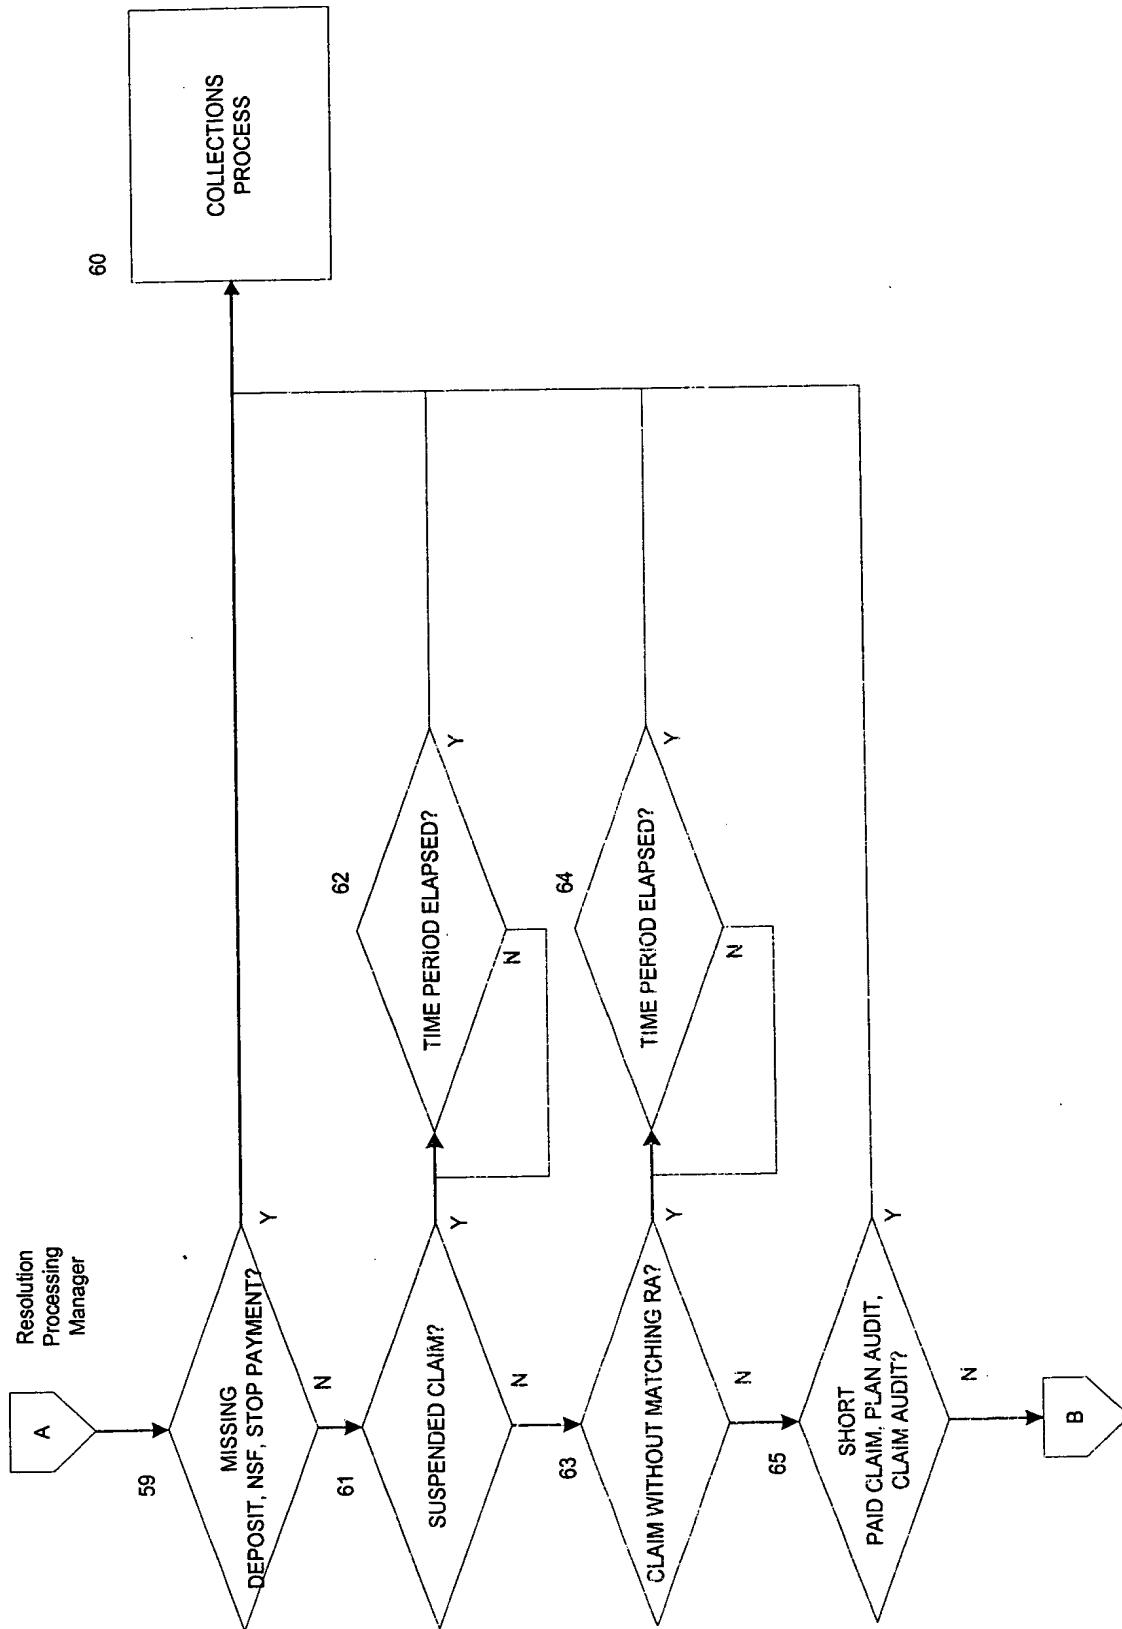 Resolution
Processing
Manager
A
59
MISSING
DEPOSIT, NSF, STOP PAYMENT?
Y
N
60
COLLECTIONS
PROCESS
61
SUSPENDED CLAIM?
Y
N
62
TIME PERIOD ELAPSED?
Y
N
63
CLAIM WITHOUT MATCHING RA?
Y
N
64
TIME PERIOD ELAPSED?
Y
N
65
SHORT
PAID CLAIM, PLAN AUDIT,
CLAIM AUDIT?
Y
N
B